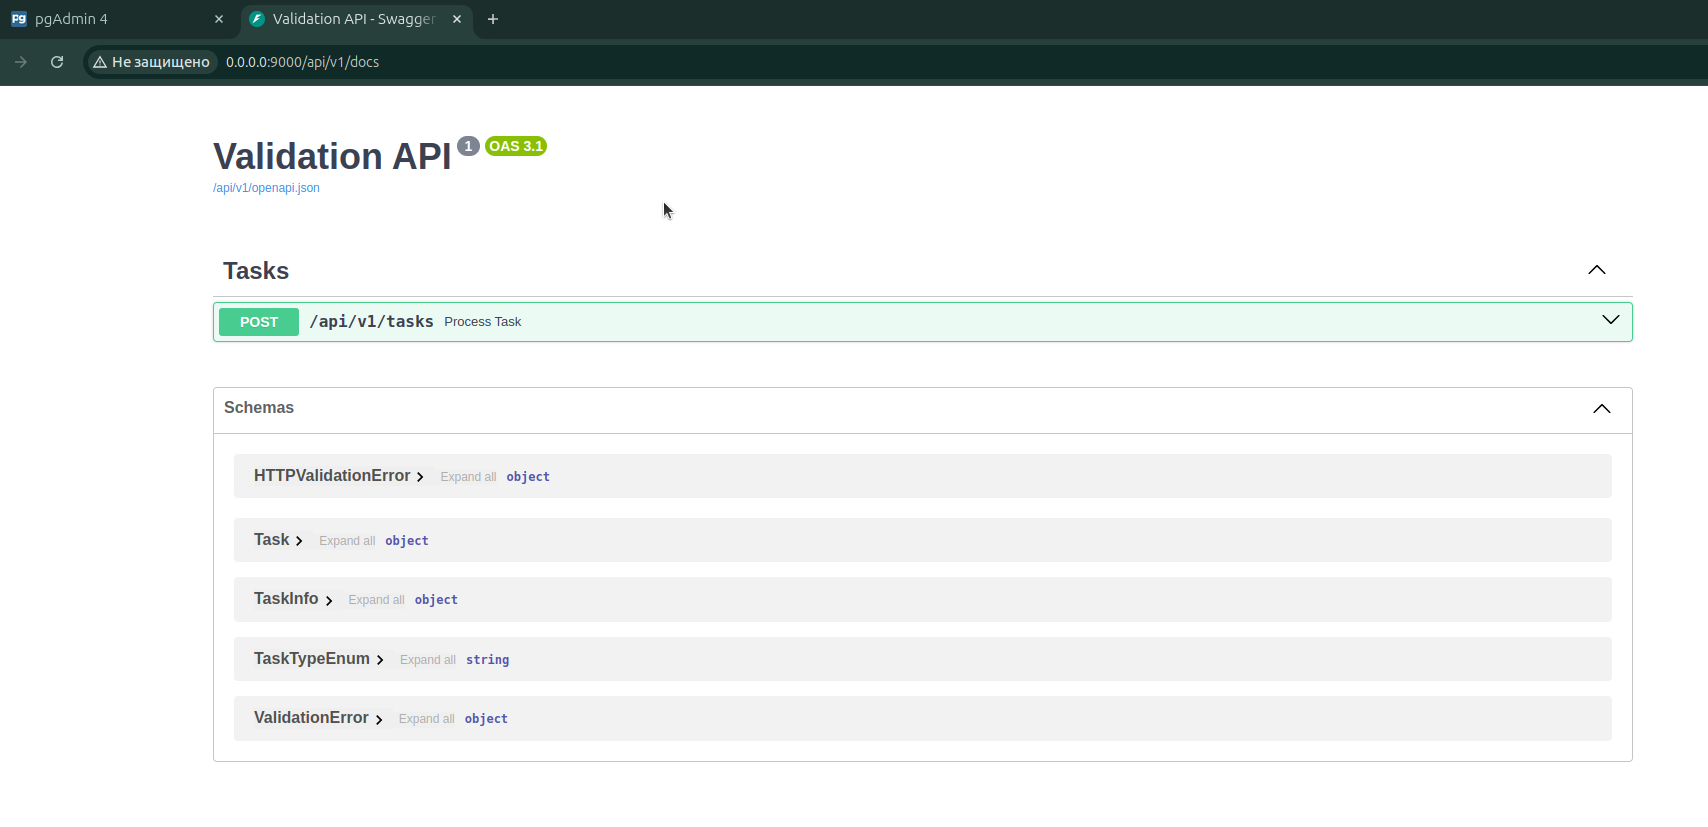 pgAdmin 4
Validation API - Swagger
Не защищено 0.0.0.0:9000/api/v1/docs
Validation API 1 OAS 3.1
/api/v1/openapi.json
Tasks
POST /api/v1/tasks Process Task
Schemas
HTTPValidationError Expand all object
Task Expand all object
TaskInfo Expand all object
TaskTypeEnum Expand all string
ValidationError Expand all object